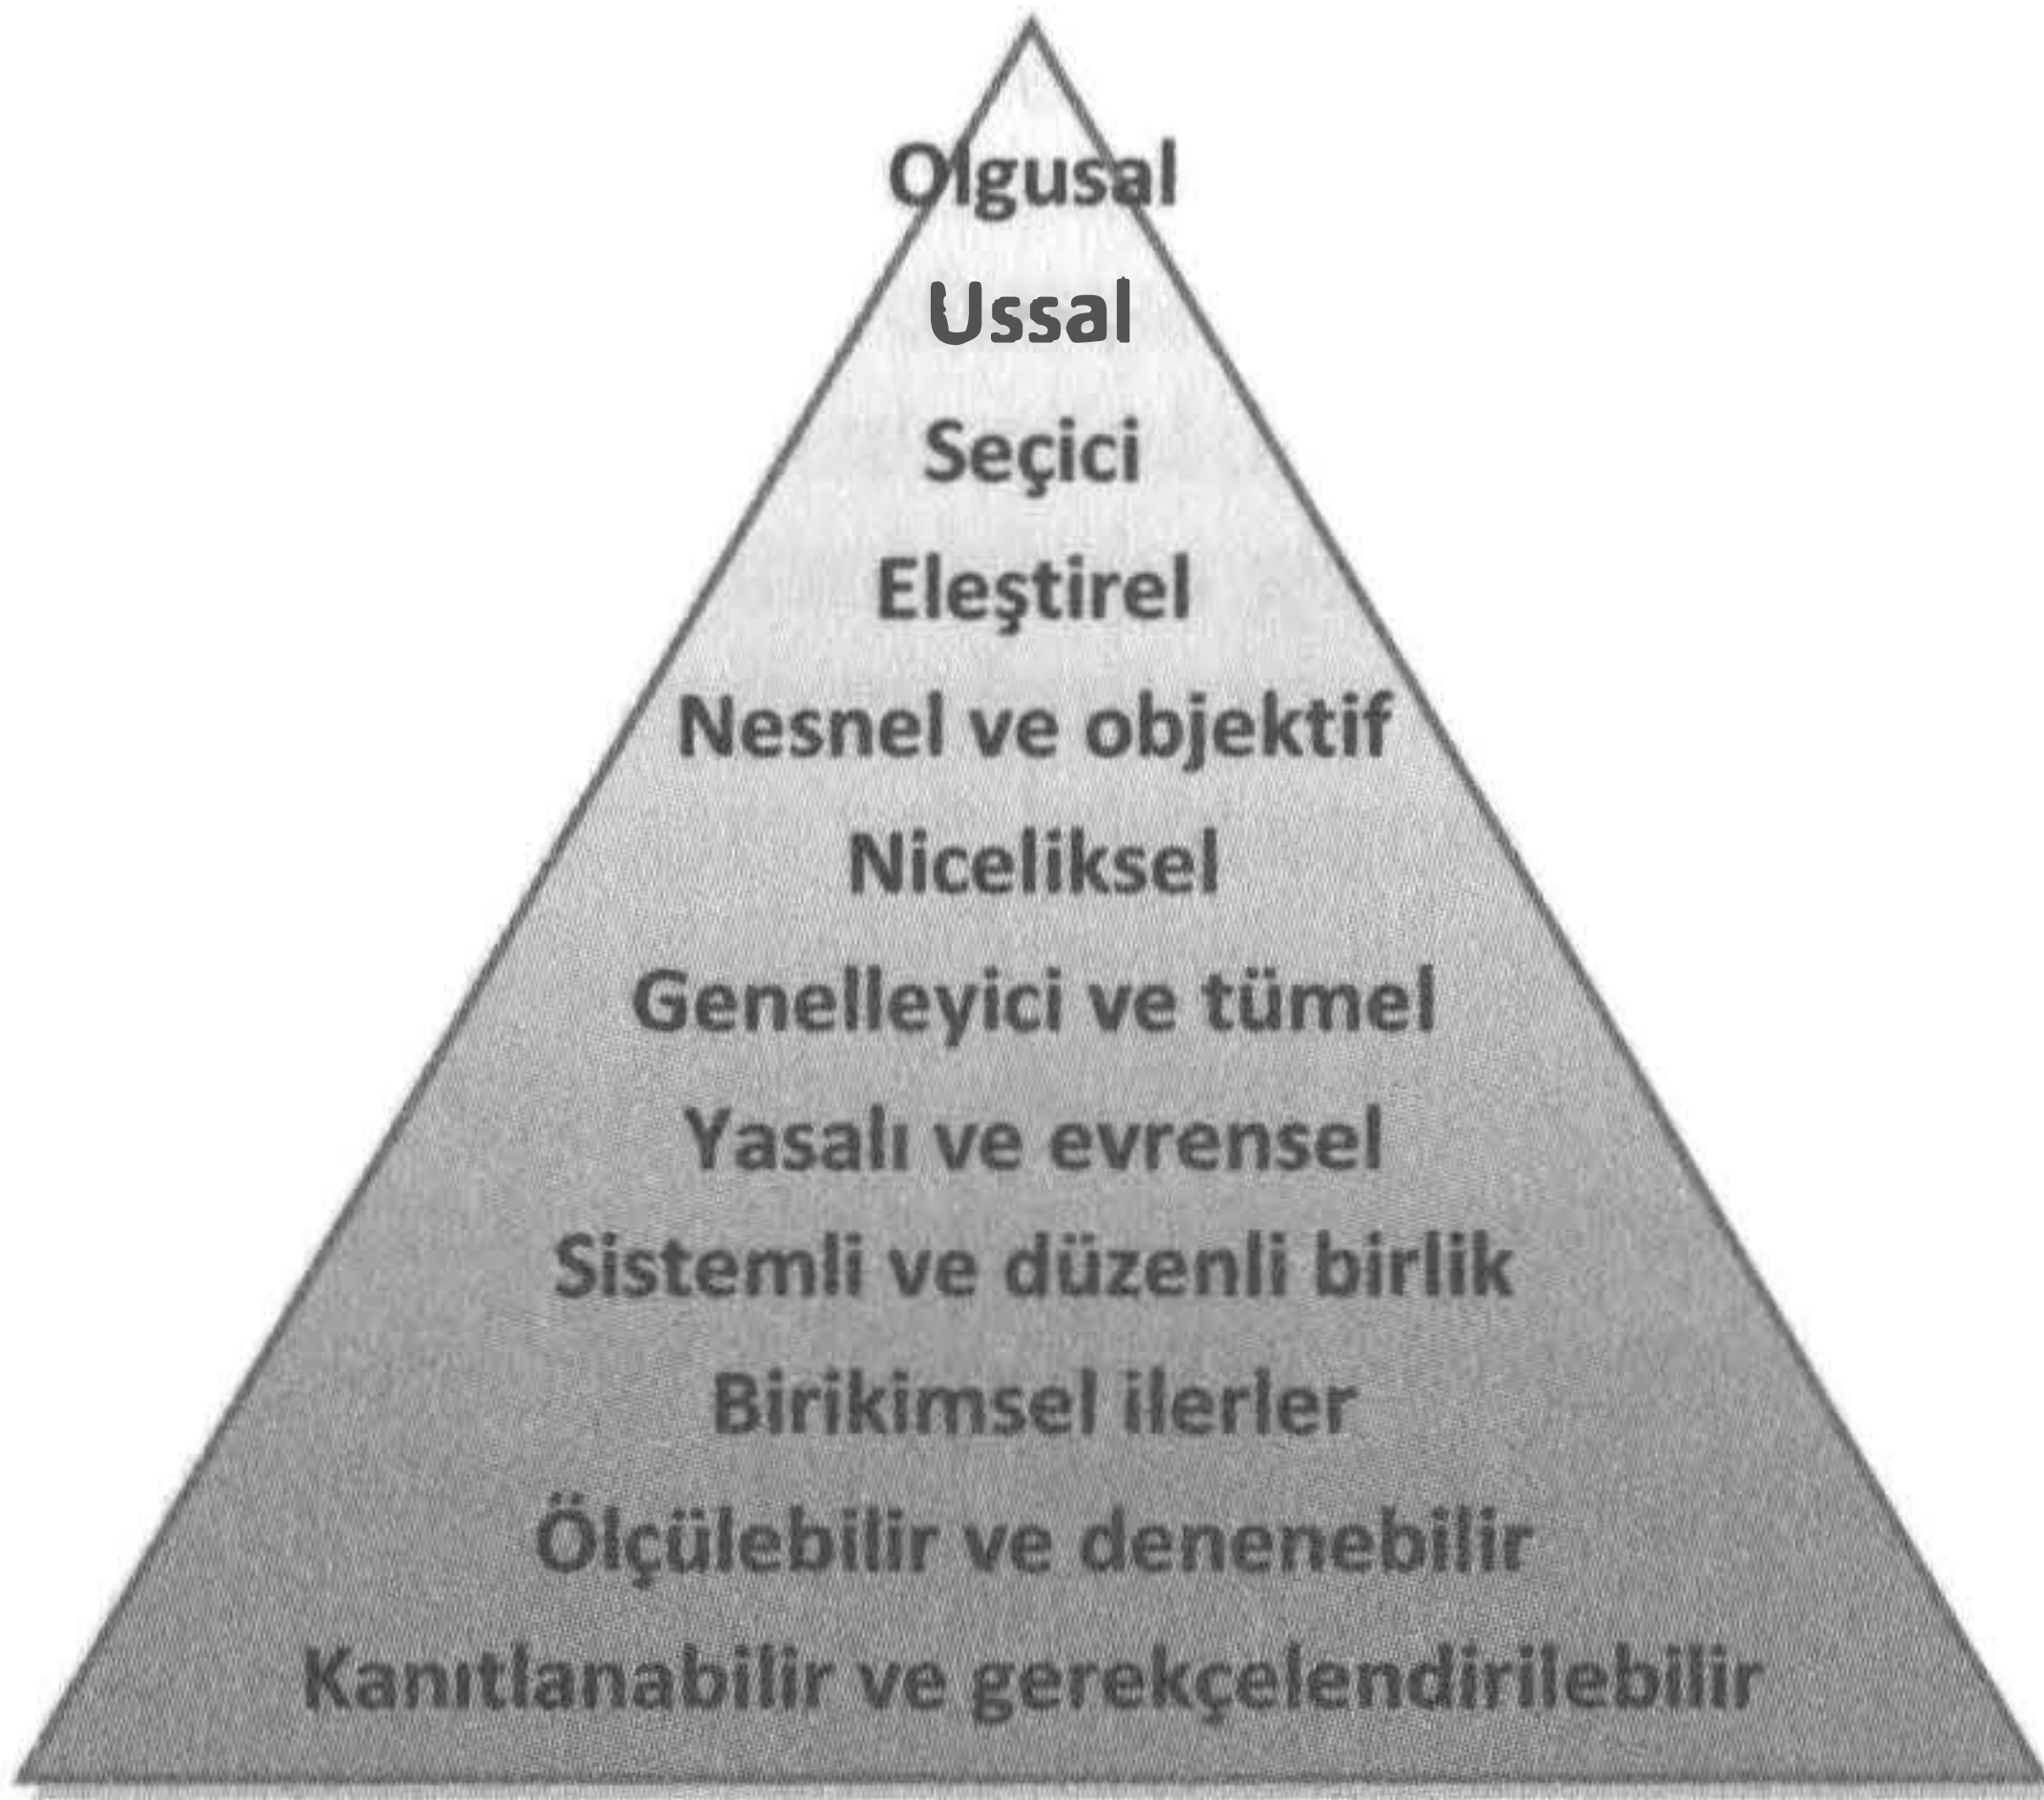 Olgusal
Ussal
Seçici
Eleştirel
Nesnel ve objektif
Niceliksel
Genelleyici ve tümel
Yasalı ve evrensel
Sistemli ve düzenli birlik
Birikimsel ilerler
Ölçülebilir ve denenebilir
Kanıtlanabilir ve gerekçelendirilebilir